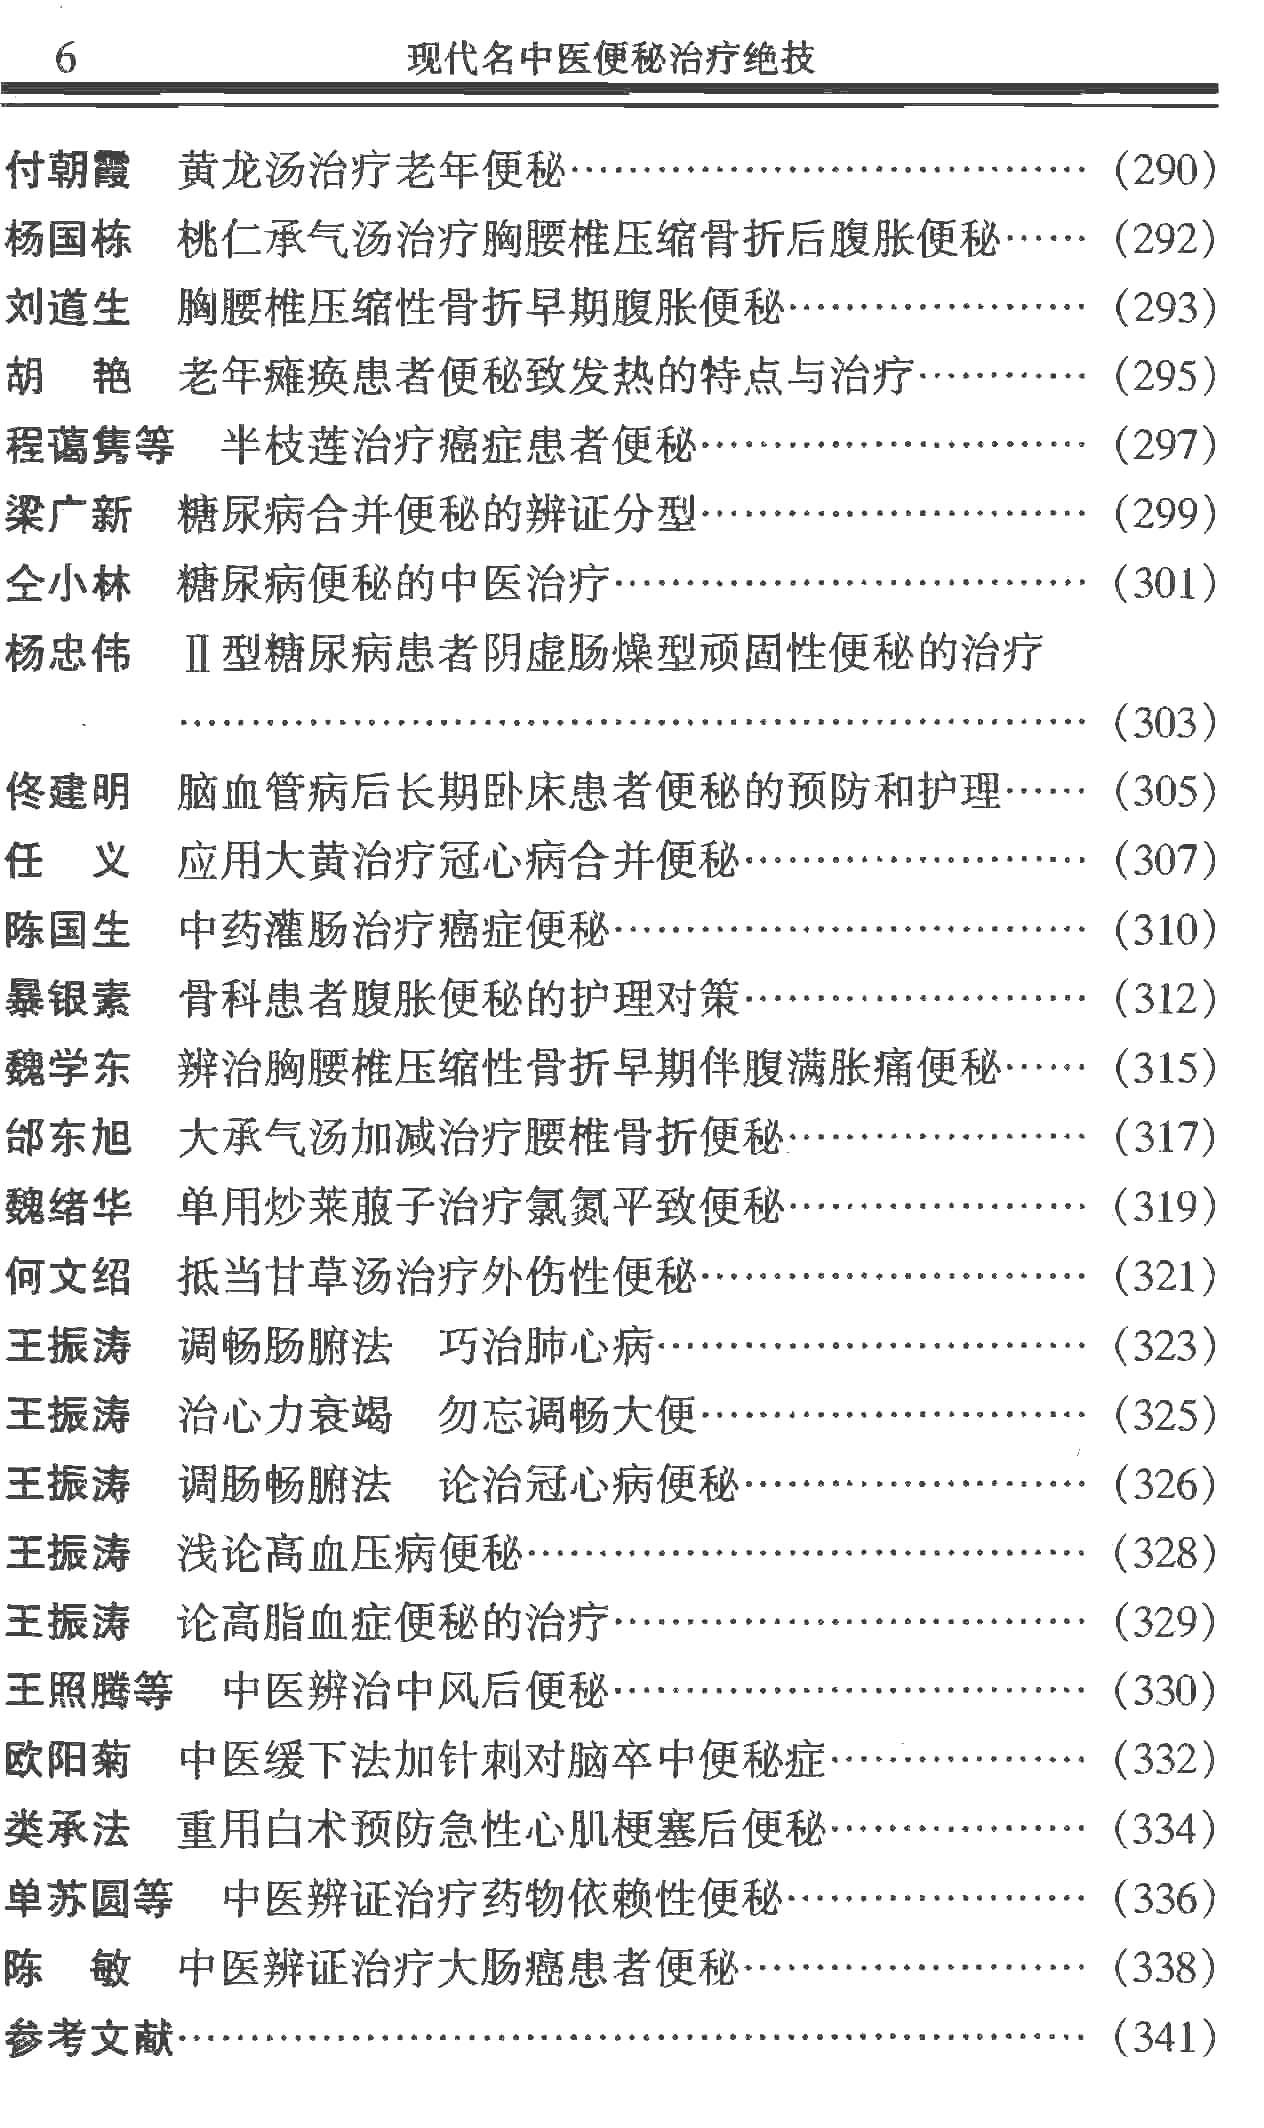 6 现代名中医便秘治疗绝技
付朝霞 黄龙汤治疗老年便秘……………………………… (290)
杨国栋 桃仁承气汤治疗胸腰椎压缩骨折后腹胀便秘…… (292)
刘道生 胸腰椎压缩性骨折早期腹胀便秘………………… (293)
胡 艳 老年瘫痪患者便秘致发热的特点与治疗………… (295)
程蔼隽等 半枝莲治疗癌症患者便秘……………………… (297)
梁广新 糖尿病合并便秘的辨证分型……………………… (299)
仝小林 糖尿病便秘的中医治疗…………………………… (301)
杨忠伟 Ⅱ型糖尿病患者阴虚肠燥型顽固性便秘的治疗
……………………………………………………… (303)
佟建明 脑血管病后长期卧床患者便秘的预防和护理…… (305)
任 义 应用大黄治疗冠心病合并便秘…………………… (307)
陈国生 中药灌肠治疗癌症便秘…………………………… (310)
暴银素 骨科患者腹胀便秘的护理对策…………………… (312)
魏学东 辨治胸腰椎压缩性骨折早期伴腹满胀痛便秘…… (315)
邰东旭 大承气汤加减治疗腰椎骨折便秘………………… (317)
魏绪华 单用炒莱菔子治疗氯氮平致便秘………………… (319)
何文绍 抵当甘草汤治疗外伤性便秘……………………… (321)
王振涛 调畅肠腑法 巧治肺心病………………………… (323)
王振涛 治心力衰竭 勿忘调畅大便……………………… (325)
王振涛 调肠畅腑法 论治冠心病便秘…………………… (326)
王振涛 浅论高血压病便秘………………………………… (328)
王振涛 论高脂血症便秘的治疗…………………………… (329)
王照腾等 中医辨治中风后便秘…………………………… (330)
欧阳菊 中医缓下法加针刺对脑卒中便秘症……………… (332)
类承法 重用白术预防急性心肌梗塞后便秘……………… (334)
单苏圆等 中医辨证治疗药物依赖性便秘………………… (336)
陈 敏 中医辨证治疗大肠癌患者便秘…………………… (338)
参考文献……………………………………………………… (341)